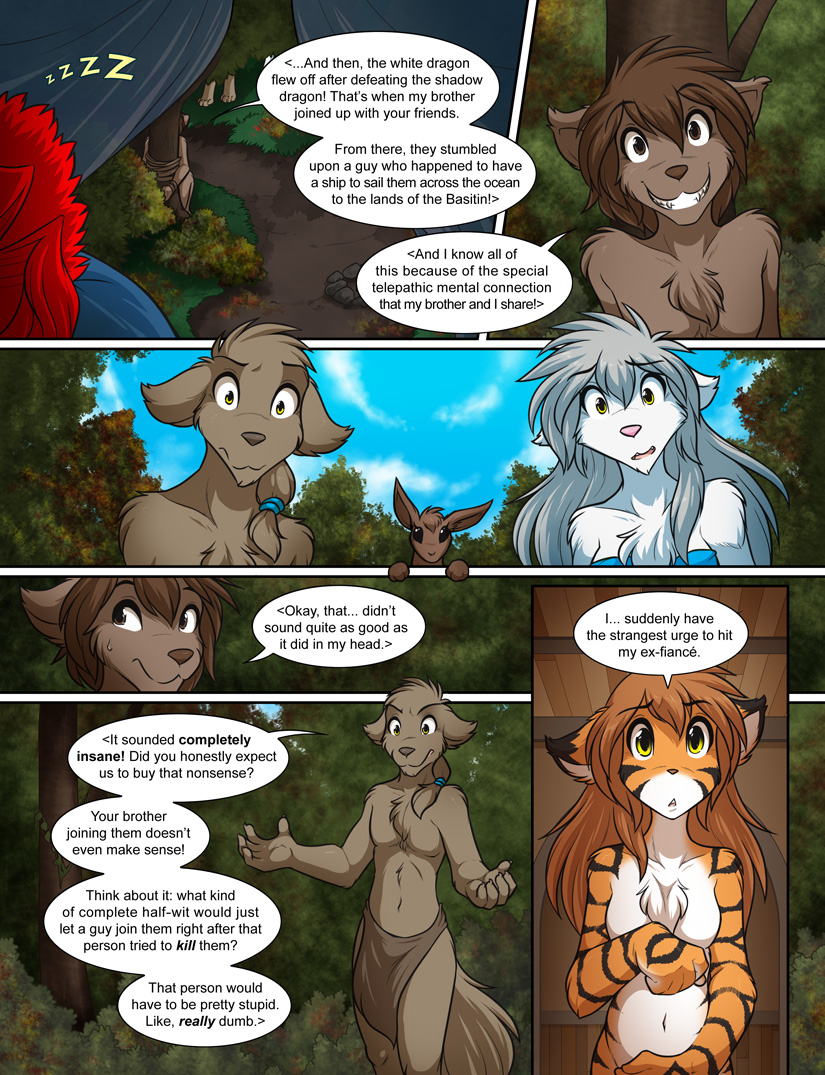 z z z z
<...And then, the white dragon
flew off after defeating the shadow
dragon! That's when my brother
joined up with your friends.
From there, they stumbled
upon a guy who happened to have
a ship to sail them across the ocean
to the lands of the Basitin!>
<And I know all of
this because of the special
telepathic mental connection
that my brother and I share!>
<Okay, that... didn't
sound quite as good as
it did in my head.>
I... suddenly have
the strangest urge to hit
my ex-fiancé.
<It sounded completely
insane! Did you honestly expect
us to buy that nonsense?
Your brother
joining them doesn't
even make sense!
Think about it: what kind
of complete half-wit would just
let a guy join them right after that
person tried to kill them?
That person would
have to be pretty stupid.
Like, really dumb.>